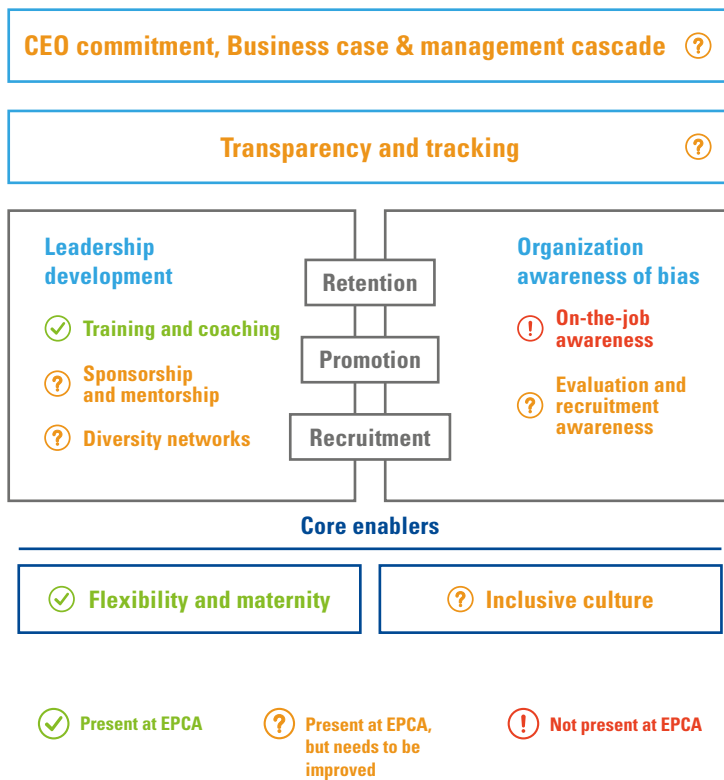 CEO commitment, Business case & management cascade
Transparency and tracking
Leadership
development
Training and coaching
Sponsorship
and mentorship
Diversity networks
Retention
Promotion
Recruitment
Organization
awareness of bias
On-the-job
awareness
Evaluation and
recruitment
awareness
Core enablers
Flexibility and maternity
Inclusive culture
Present at EPCA
Present at EPCA,
but needs to be
improved
Not present at EPCA